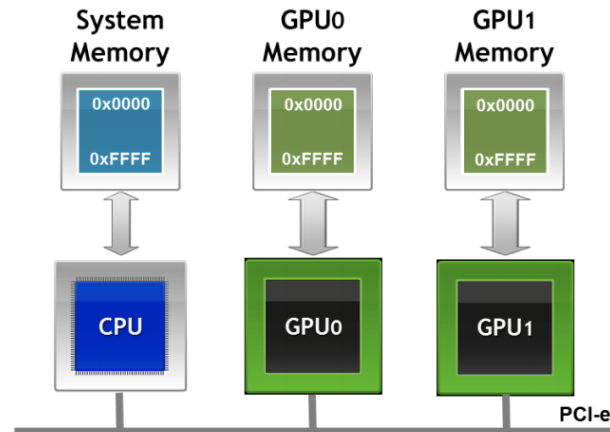 System
Memory
GPU0
Memory
GPU1
Memory
0x0000
0xFFFF
0x0000
0xFFFF
0x0000
0xFFFF
CPU
GPU0
GPU1
PCI-e